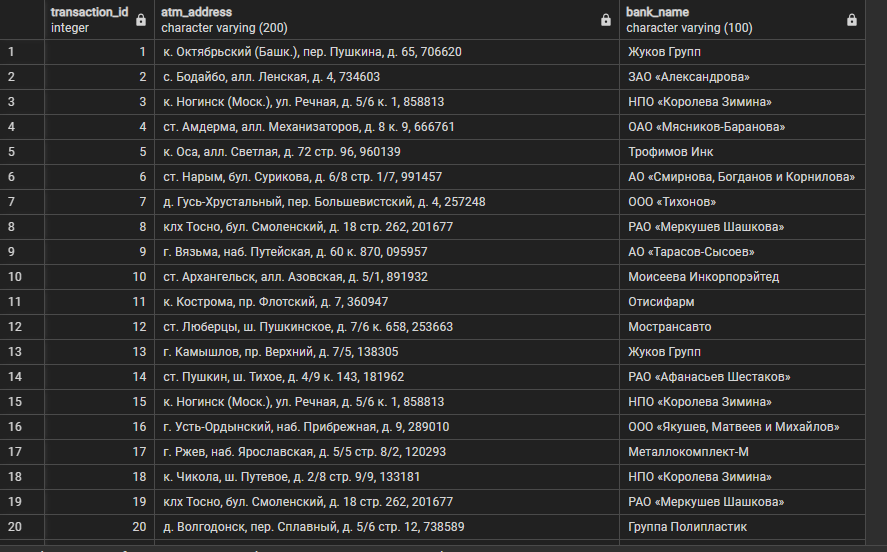 transaction_id atm_address bank_name
integer character varying (200) character varying (100)
1 1 к. Октябрьский (Башк.), пер. Пушкина, д. 65, 706620 Жуков Групп
2 2 с. Бодайбо, алл. Ленская, д. 4, 734603 ЗАО «Александрова»
3 3 к. Ногинск (Моск.), ул. Речная, д. 5/6 к. 1, 858813 НПО «Королева Зимина»
4 4 ст. Амдерма, алл. Механизаторов, д. 8 к. 9, 666761 ОАО «Мясников-Баранова»
5 5 к. Оса, алл. Светлая, д. 72 стр. 96, 960139 Трофимов Инк
6 6 ст. Нарым, бул. Сурикова, д. 6/8 стр. 1/7, 991457 АО «Смирнова, Богданов и Корнилова»
7 7 д. Гусь-Хрустальный, пер. Большевистский, д. 4, 257248 ООО «Тихонов»
8 8 клх Тосно, бул. Смоленский, д. 18 стр. 262, 201677 РАО «Меркушев Шашкова»
9 9 г. Вязьма, наб. Путейская, д. 60 к. 870, 095957 АО «Тарасов-Сысоев»
10 10 ст. Архангельск, алл. Азовская, д. 5/1, 891932 Моисеева Инкорпорэйтед
11 11 к. Кострома, пр. Флотский, д. 7, 360947 Отисифарм
12 12 ст. Люберцы, ш. Пушкинское, д. 7/6 к. 658, 253663 Мострансавто
13 13 г. Камышлов, пр. Верхний, д. 7/5, 138305 Жуков Групп
14 14 ст. Пушкин, ш. Тихое, д. 4/9 к. 143, 181962 РАО «Афанасьев Шестаков»
15 15 к. Ногинск (Моск.), ул. Речная, д. 5/6 к. 1, 858813 НПО «Королева Зимина»
16 16 г. Усть-Ордынский, наб. Прибрежная, д. 9, 289010 ООО «Якушев, Матвеев и Михайлов»
17 17 г. Ржев, наб. Ярославская, д. 5/5 стр. 8/2, 120293 Металлокомплект-М
18 18 к. Чикола, ш. Путевое, д. 2/8 стр. 9/9, 133181 НПО «Королева Зимина»
19 19 клх Тосно, бул. Смоленский, д. 18 стр. 262, 201677 РАО «Меркушев Шашкова»
20 20 д. Волгодонск, пер. Сплавный, д. 5/6 стр. 12, 738589 Группа Полипластик